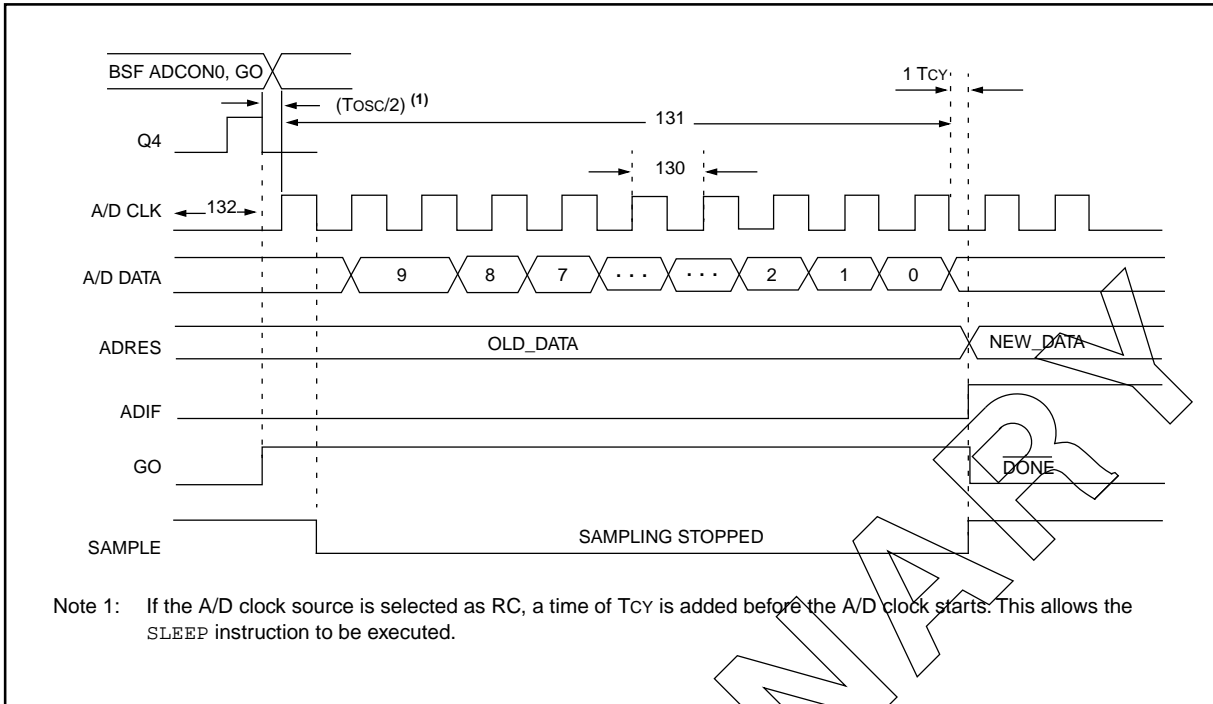 BSF ADCON0, GO
1 TCY
(TOSC/2) (1)
131
Q4
130
A/D CLK
132
A/D DATA
9 8 7 . . . . . . 2 1 0
ADRES
OLD_DATA
NEW_DATA
ADIF
GO
DONE
SAMPLE
SAMPLING STOPPED
Note 1: If the A/D clock source is selected as RC, a time of TCY is added before the A/D clock starts. This allows the
SLEEP instruction to be executed.
NARY